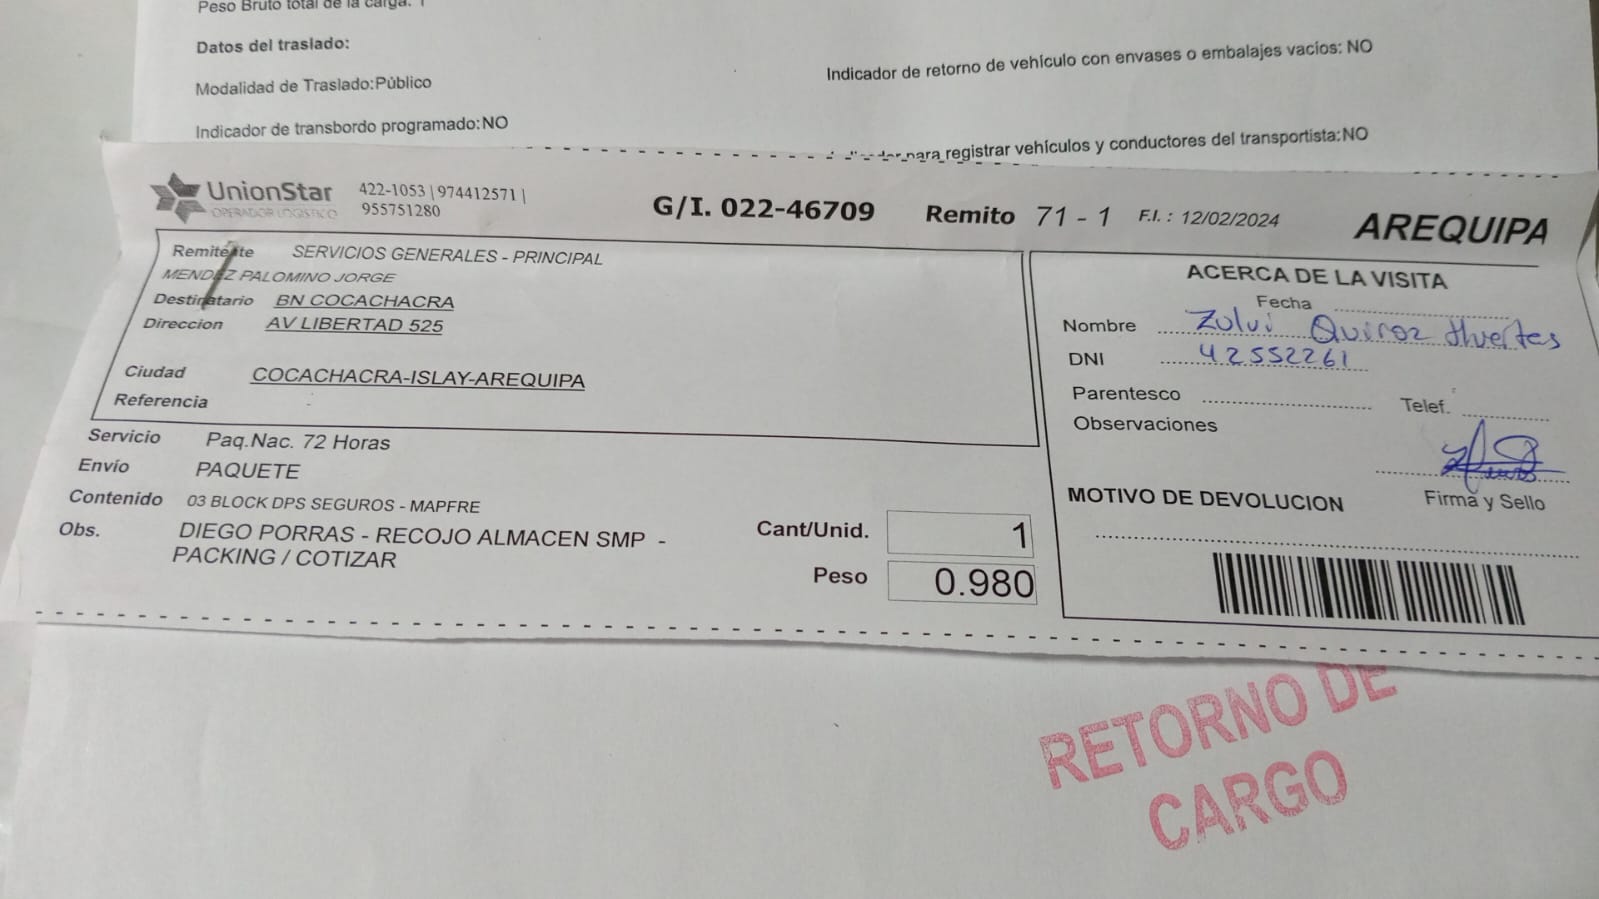 Peso Bruto total de la carga: 1
Datos del traslado:
Modalidad de Traslado:Público
Indicador de retorno de vehículo con envases o embalajes vacíos: NO
Indicador de transbordo programado:NO
para registrar vehículos y conductores del transportista:NO
UnionStar
OPERADOR LOGISTICO
422-1053 | 974412571 |
955751280
G/I. 022-46709
Remito 71 - 1
F.I. : 12/02/2024
AREQUIPA
Remitente SERVICIOS GENERALES - PRINCIPAL
MENDEZ PALOMINO JORGE
Destinatario BN COCACHACRA
Direccion AV LIBERTAD 525
Ciudad COCACHACRA-ISLAY-AREQUIPA
Referencia
Servicio Paq.Nac. 72 Horas
Envío PAQUETE
Contenido 03 BLOCK DPS SEGUROS - MAPFRE
Obs. DIEGO PORRAS - RECOJO ALMACEN SMP -
PACKING / COTIZAR
Cant/Unid. 1
Peso 0.980
ACERCA DE LA VISITA
Fecha
Nombre Zulvi Quiroz Huertas
DNI 42552261
Parentesco
Telef.
Observaciones
Firma y Sello
MOTIVO DE DEVOLUCION
RETORNO DE
CARGO